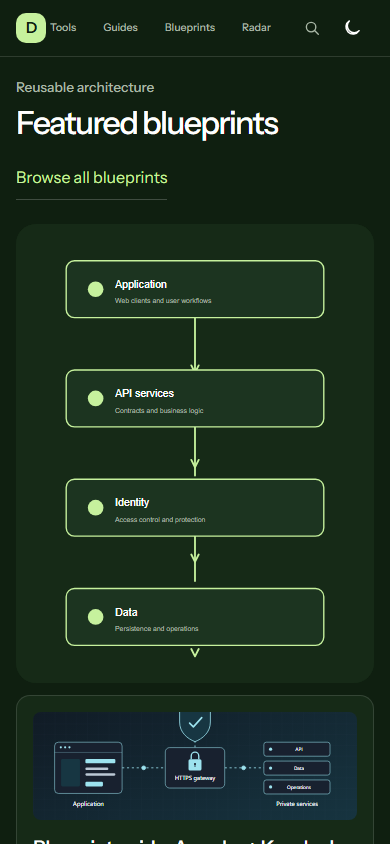 D Tools Guides Blueprints Radar
Reusable architecture
Featured blueprints
Browse all blueprints
Application
Web clients and user workflows
API services
Contracts and business logic
Identity
Access control and protection
Data
Persistence and operations
API
Data
HTTPS gateway
Operations
Application
Private services